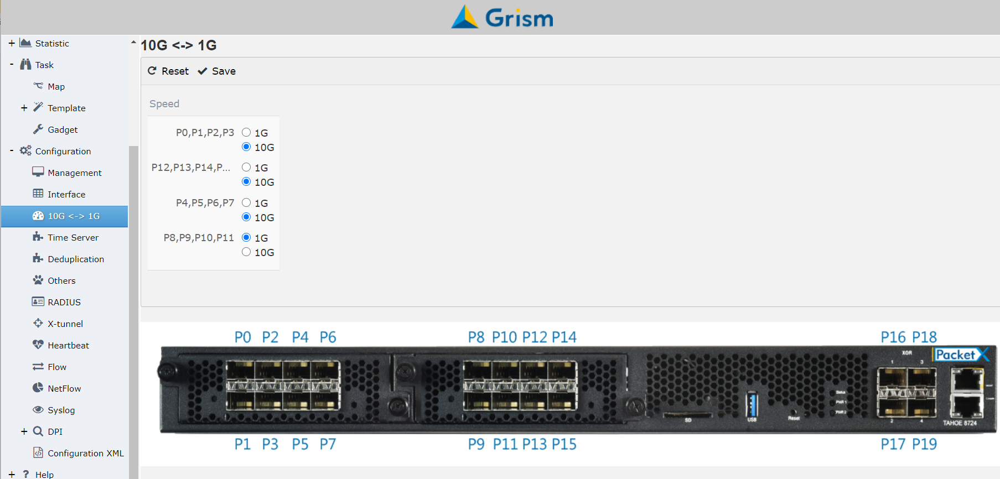 Grism
+ Statistic
- Task
Map
+ Template
Gadget
- Configuration
Management
Interface
10G <-> 1G
Time Server
Deduplication
Others
RADIUS
X-tunnel
Heartbeat
Flow
NetFlow
Syslog
+ DPI
Configuration XML
+ ? Help
10G <-> 1G
Reset Save
Speed
P0,P1,P2,P3 1G
10G
P12,P13,P14,P... 1G
10G
P4,P5,P6,P7 1G
10G
P8,P9,P10,P11 1G
10G
P0 P2 P4 P6 P8 P10 P12 P14 P16 P18
XOR
PacketX
1 3
Status
PWR 1
PWR 2
SD
USB
Reset
2 4
TAHOE 8724
P1 P3 P5 P7 P9 P11 P13 P15 P17 P19